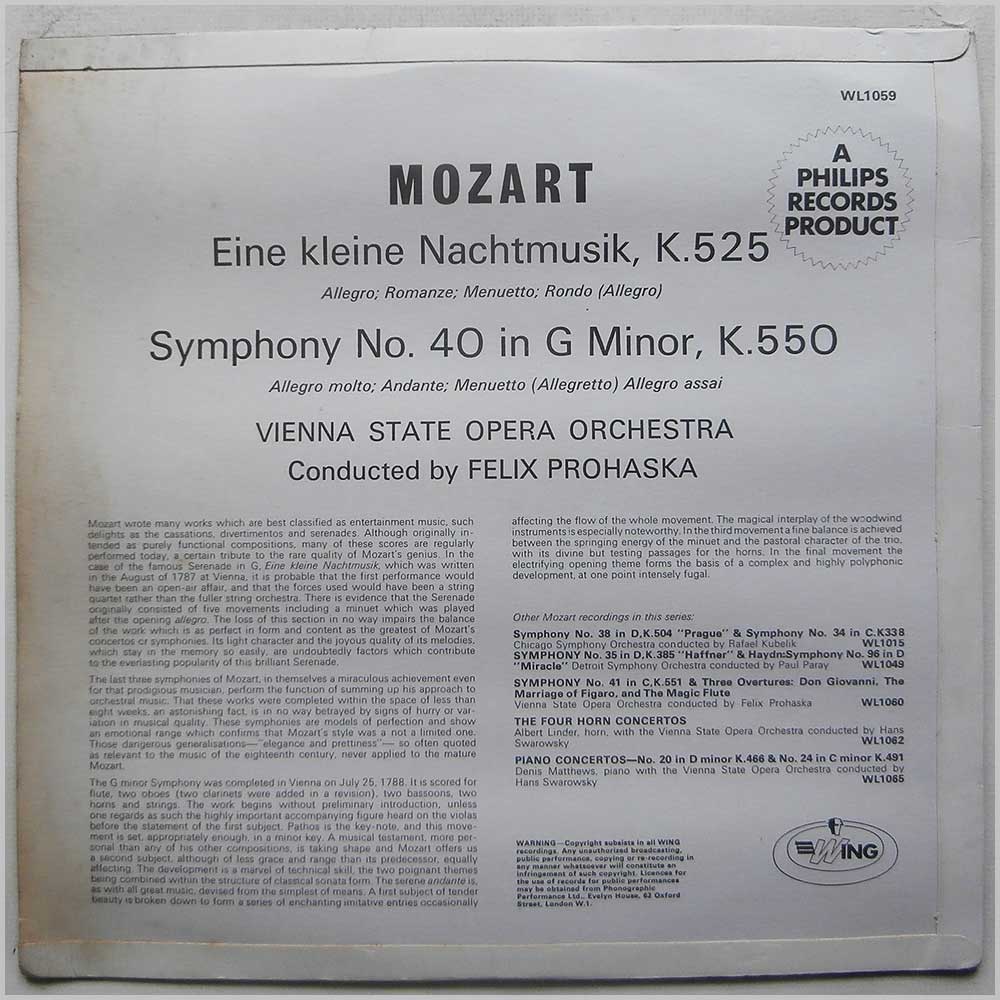 WL1059
A
PHILIPS
RECORDS
PRODUCT
MOZART
Eine kleine Nachtmusik, K.525
Allegro; Romanze; Menuetto; Rondo (Allegro)
Symphony No. 40 in G Minor, K.550
Allegro molto; Andante; Menuetto (Allegretto) Allegro assai
VIENNA STATE OPERA ORCHESTRA
Conducted by FELIX PROHASKA
Mozart wrote many works which are best classified as entertainment music, such
delights as the cassations, divertimentos and serenades. Although originally in-
tended as purely functional compositions, many of these scores are regularly
performed today, a certain tribute to the rare quality of Mozart's genius. In the
case of the famous Serenade in G, Eine kleine Nachtmusik, which was written
in the August of 1787 at Vienna, it is probable that the first performance would
have been an open-air affair, and that the forces used would have been a string
quartet rather than the fuller string orchestra. There is evidence that the Serenade
originally consisted of five movements including a minuet which was played
after the opening allegro. The loss of this section in no way impairs the balance
of the work which is as perfect in form and content as the greatest of Mozart's
concertos or symphonies. Its light character and the joyous quality of its melodies,
which stay in the memory so easily, are undoubtedly factors which contribute
to the everlasting popularity of this brilliant Serenade.
The last three symphonies of Mozart, in themselves a miraculous achievement even
for that prodigious musician, perform the function of summing up his approach to
orchestral music. That these works were completed within the space of less than
eight weeks, an astonishing fact, is in no way betrayed by signs of hurry or var-
iation in musical quality. These symphonies are models of perfection and show
an emotional range which confirms that Mozart's style was not a limited one.
Those dangerous generalisations—"elegance and prettiness"— so often quoted
as relevant to the music of the eighteenth century, never applied to the mature
Mozart.
The G minor Symphony was completed in Vienna on July 25, 1788. It is scored for
flute, two oboes (two clarinets were added in a revision), two bassoons, two
horns and strings. The work begins without preliminary introduction, unless
one regards as such the highly important accompanying figure heard on the violas
before the statement of the first subject. Pathos is the key-note, and this move-
ment is set, appropriately enough, in a minor key. A musical testament, more per-
sonal than any of his other compositions, is taking shape and Mozart offers us
a second subject, although of less grace and range than its predecessor, equally
affecting. The development is a marvel of technical skill, the two poignant themes
being combined within the structure of classical sonata form. The serene andante is,
as with all great music, devised from the simplest of means. A first subject of tender
beauty is broken down to form a series of enchanting imitative entries occasionally
affecting the flow of the whole movement. The magical interplay of the woodwind
instruments is especially noteworthy. In the third movement a fine balance is achieved
between the springing energy of the minuet and the pastoral character of the trio,
with its divine but testing passages for the horns. In the final movement the
electrifying opening theme forms the basis of a complex and highly polyphonic
development, at one point intensely fugal.
Other Mozart recordings in this series:
Symphony No. 38 in D,K.504 "Prague" & Symphony No. 34 in C.K338
Chicago Symphony Orchestra conducted by Rafael Kubelik WL1015
SYMPHONY No. 35 in D,K.385 "Haffner" & Haydn:Symphony No. 96 in D
"Miracle" Detroit Symphony Orchestra conducted by Paul Paray WL1049
SYMPHONY No. 41 in C,K.551 & Three Overtures: Don Giovanni, The
Marriage of Figaro, and The Magic Flute
Vienna State Opera Orchestra conducted by Felix Prohaska WL1060
THE FOUR HORN CONCERTOS
Albert Linder, horn, with the Vienna State Opera Orchestra conducted by Hans
Swarowsky WL1062
PIANO CONCERTOS—No. 20 in D minor K.466 & No. 24 in C minor K.491
Denis Matthews, piano with the Vienna State Opera Orchestra conducted by
Hans Swarowsky WL1085
WARNING—Copyright subsists in all WING
recordings. Any unauthorized broadcasting,
public performance, copying or re-recording in
any manner whatsoever will constitute an
infringement of such copyright. Licences for
the use of records for public performances
may be obtained from Phonographic
Performance Ltd., Evelyn House, 62 Oxford
Street, London W.1.
WING